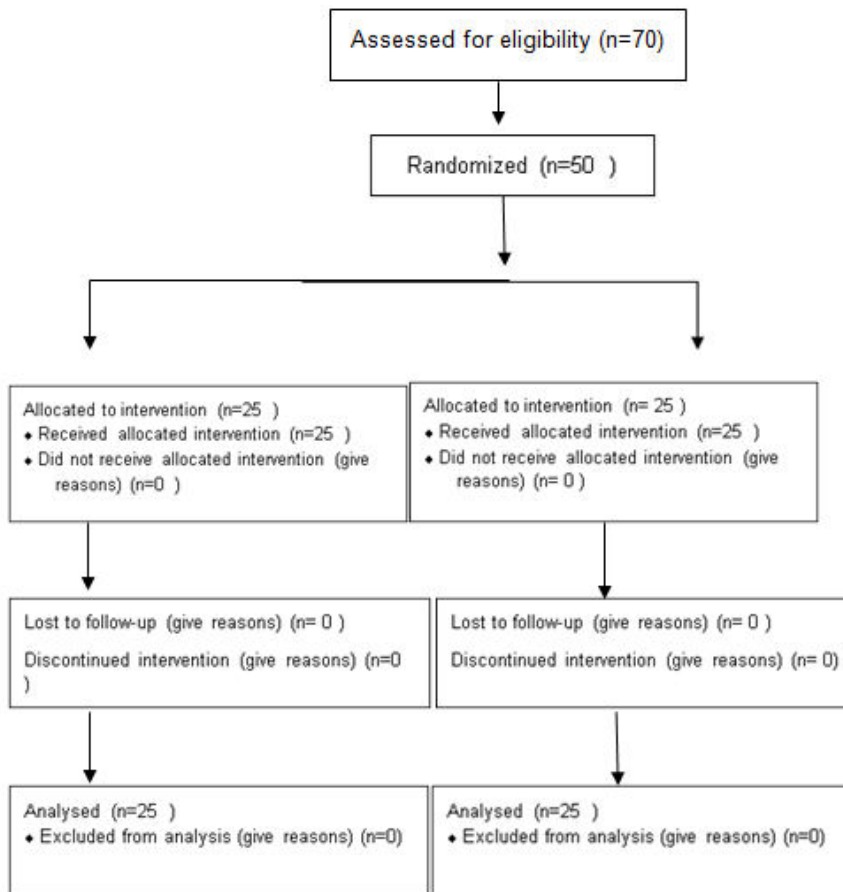 Assessed for eligibility (n=70)
Randomized (n=50 )
Allocated to intervention (n=25 )
♦ Received allocated intervention (n=25 )
♦ Did not receive allocated intervention (give
reasons) (n=0 )
Allocated to intervention (n= 25 )
♦ Received allocated intervention (n=25 )
♦ Did not receive allocated intervention (give
reasons) (n= 0 )
Lost to follow-up (give reasons) (n= 0 )
Discontinued intervention (give reasons) (n=0
)
Lost to follow-up (give reasons) (n= 0 )
Discontinued intervention (give reasons) (n= 0)
Analysed (n=25 )
♦ Excluded from analysis (give reasons) (n=0)
Analysed (n=25 )
♦ Excluded from analysis (give reasons) (n=0)